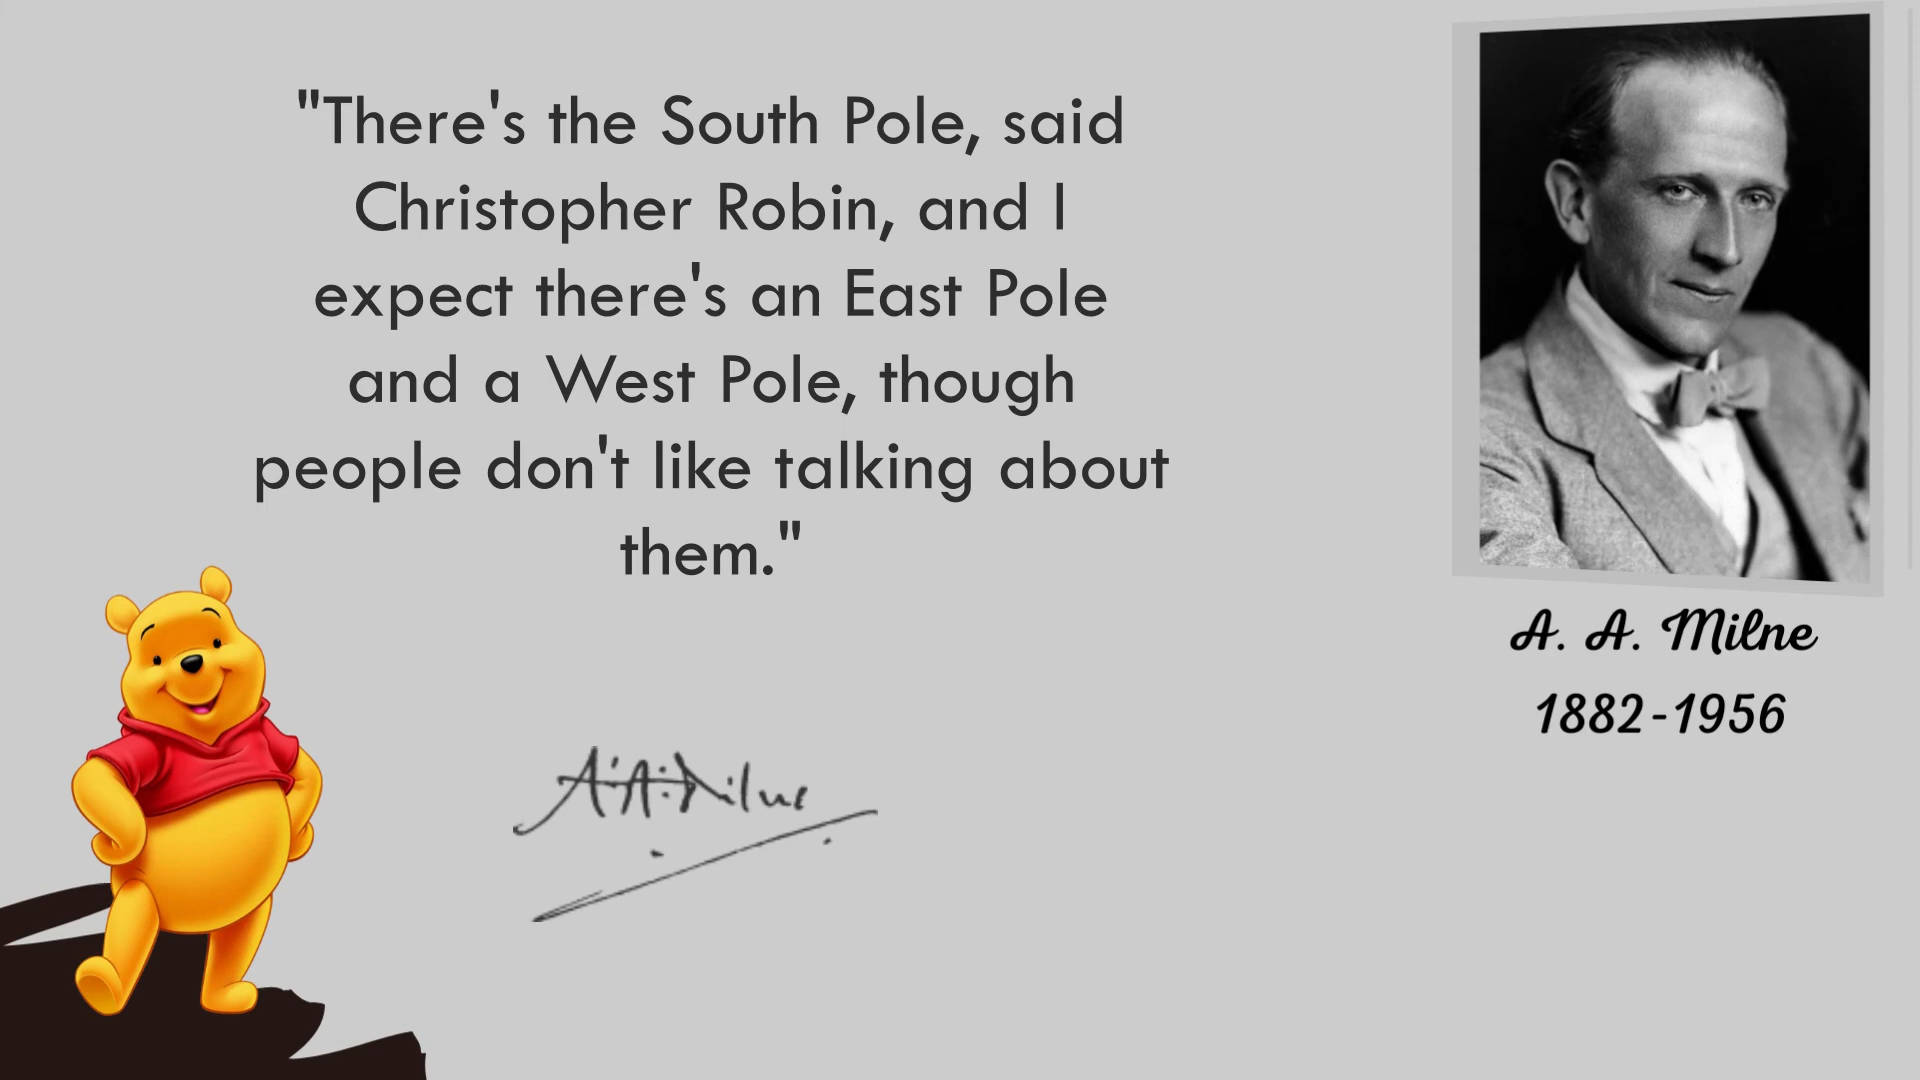 "There's the South Pole, said
Christopher Robin, and I
expect there's an East Pole
and a West Pole, though
people don't like talking about
them."
A. A. Milne
1882-1956
A. A. Milne